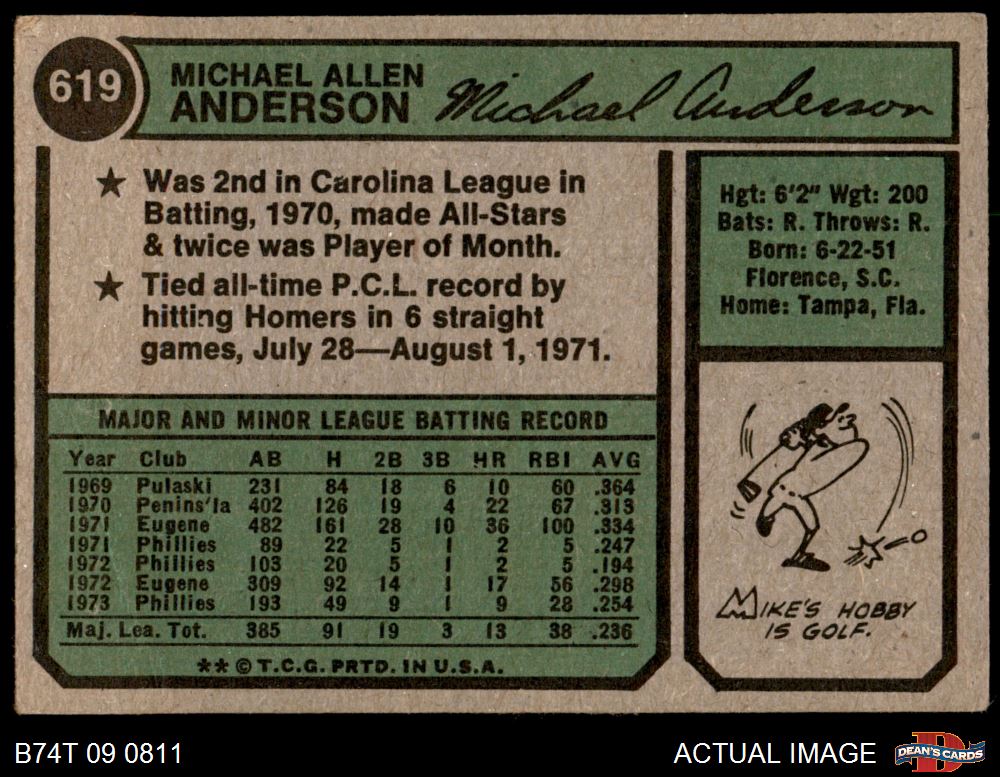 619
MICHAEL ALLEN
ANDERSON
Michael Anderson
★ Was 2nd in Carolina League in
Batting, 1970, made All-Stars
& twice was Player of Month.
★ Tied all-time P.C.L. record by
hitting Homers in 6 straight
games, July 28—August 1, 1971.
Hgt: 6'2" Wgt: 200
Bats: R. Throws: R.
Born: 6-22-51
Florence, S.C.
Home: Tampa, Fla.
MAJOR AND MINOR LEAGUE BATTING RECORD
Year Club AB H 2B 3B HR RBI AVG
1969 Pulaski 231 84 18 6 10 60 .364
1970 Penins'la 402 126 19 4 22 67 .313
1971 Eugene 482 161 28 10 36 100 .334
1971 Phillies 89 22 5 1 2 5 .247
1972 Phillies 103 20 5 1 2 5 .194
1972 Eugene 309 92 14 1 17 56 .298
1973 Phillies 193 49 9 1 9 28 .254
Maj. Lea. Tot. 385 91 19 3 13 38 .236
** © T.C.G. PRTD. IN U.S.A.
MIKE'S HOBBY
IS GOLF.
B74T 09 0811
ACTUAL IMAGE
D
DEAN'S CARDS